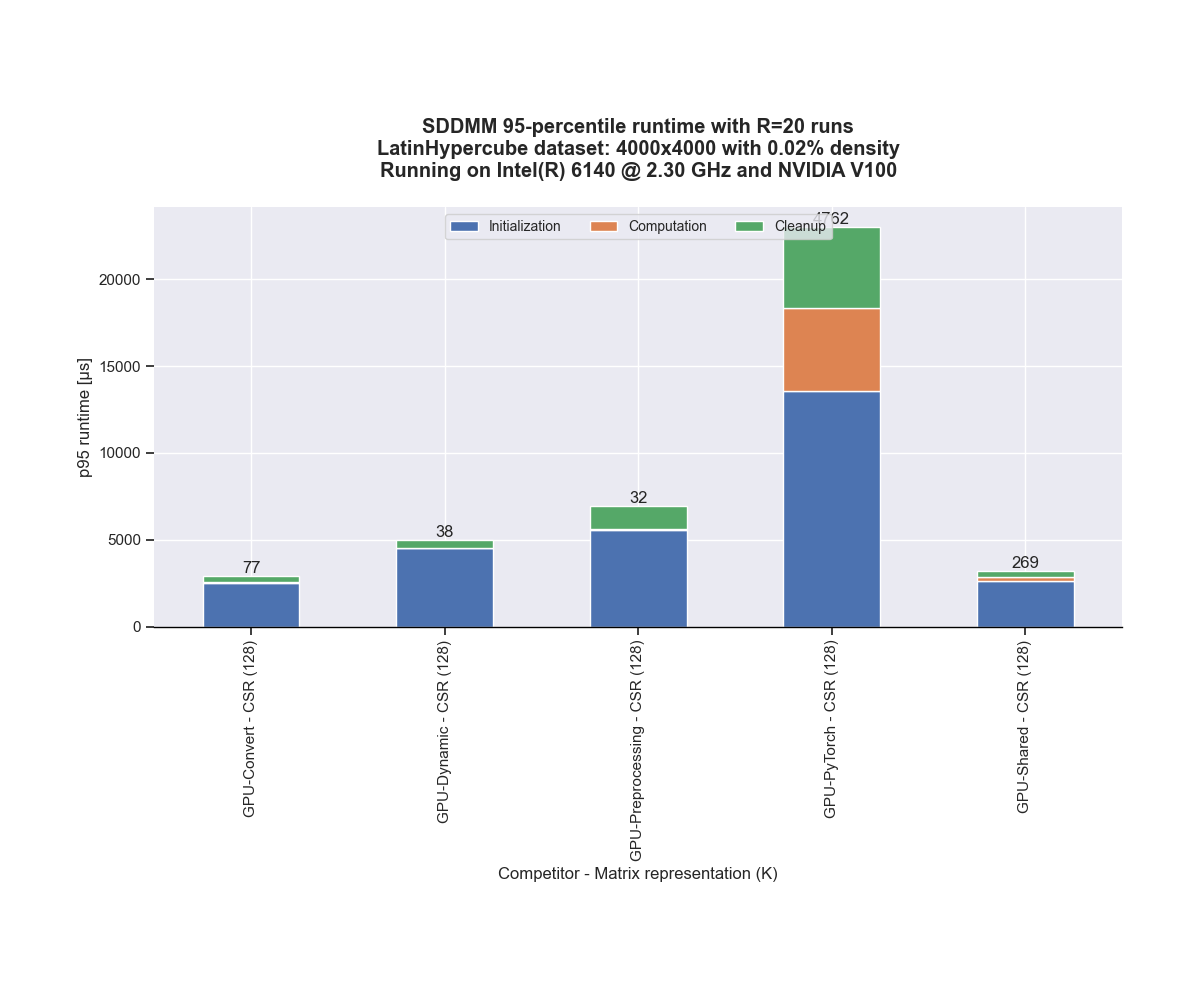 SDDMM 95-percentile runtime with R=20 runs
LatinHypercube dataset: 4000x4000 with 0.02% density
Running on Intel(R) 6140 @ 2.30 GHz and NVIDIA V100
Initialization
Computation
Cleanup
4762
20000
15000
10000
5000
0
p95 runtime [µs]
77
38
32
269
GPU-Convert - CSR (128)
GPU-Dynamic - CSR (128)
GPU-Preprocessing - CSR (128)
GPU-PyTorch - CSR (128)
GPU-Shared - CSR (128)
Competitor - Matrix representation (K)